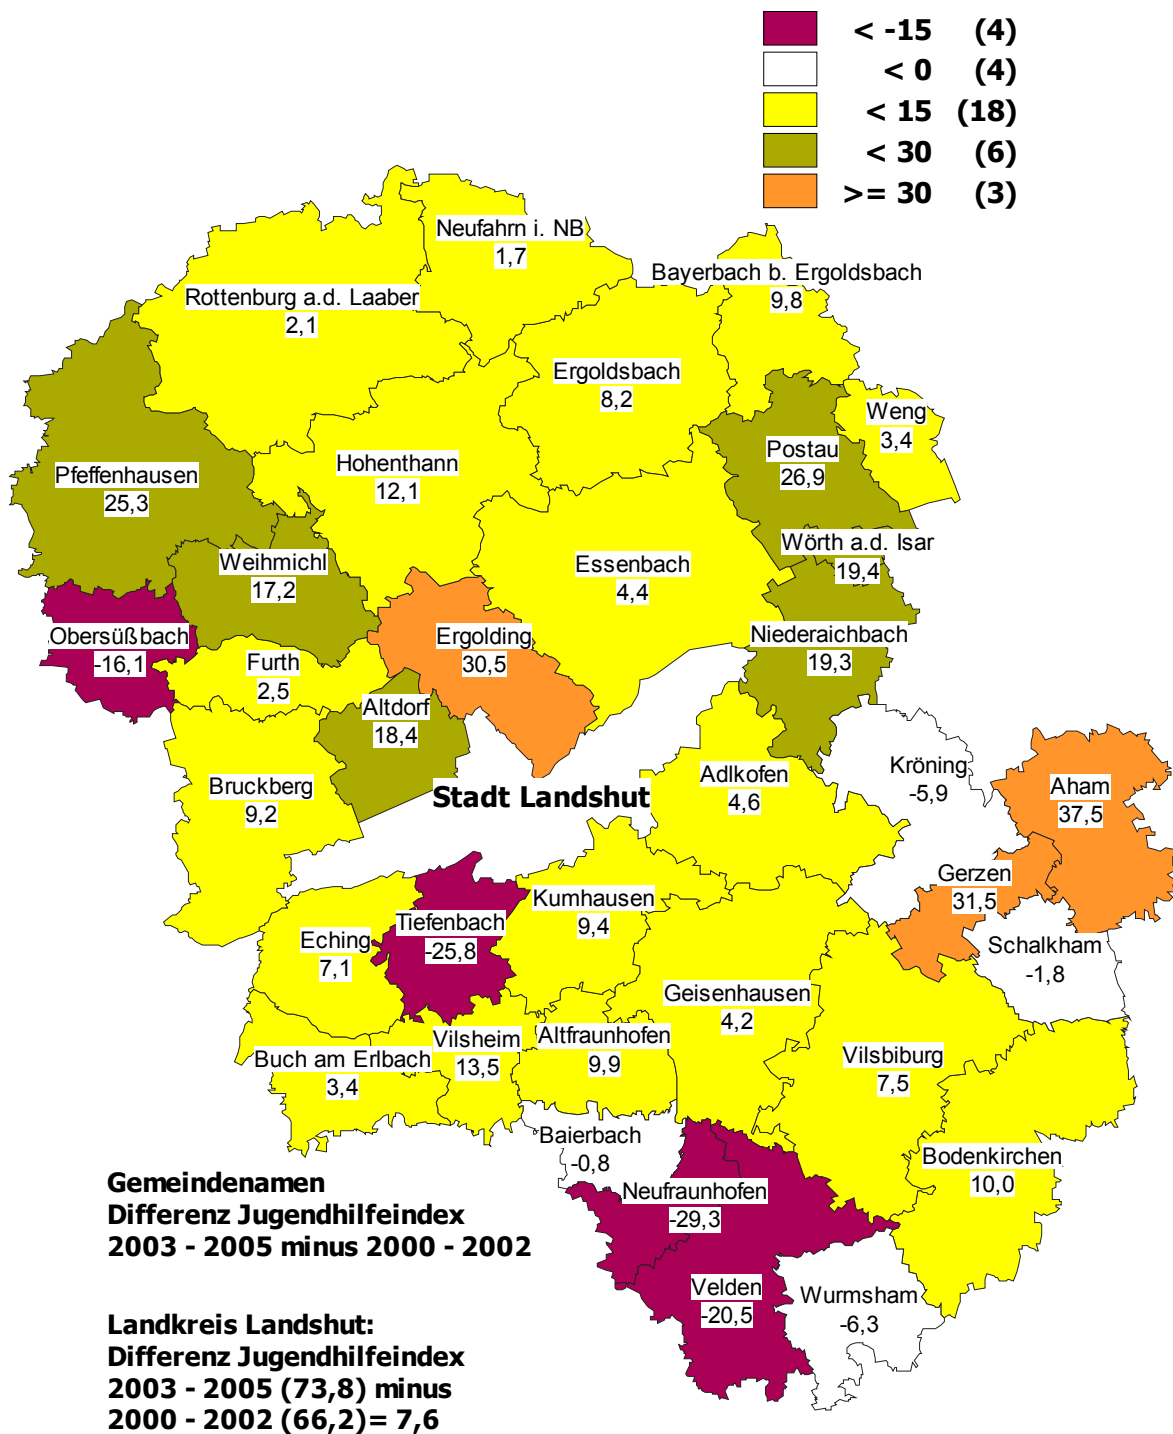 < -15 (4)
< 0 (4)
< 15 (18)
< 30 (6)
>= 30 (3)
Neufahrn i. NB
1,7
Bayerbach b. Ergoldsbach
9,8
Rottenburg a.d. Laaber
2,1
Ergoldsbach
8,2
Weng
3,4
Postau
26,9
Hohenthann
12,1
Pfeffenhausen
25,3
Wörth a.d. Isar
19,4
Weihmichl
17,2
Essenbach
4,4
Obersüßbach
-16,1
Ergolding
30,5
Niederaichbach
19,3
Furth
2,5
Altdorf
18,4
Bruckberg
9,2
Stadt Landshut
Adlkofen
4,6
Kröning
-5,9
Aham
37,5
Gerzen
31,5
Kumhausen
9,4
Tiefenbach
-25,8
Eching
7,1
Schalkham
-1,8
Geisenhausen
4,2
Vilsheim
13,5
Altfraunhofen
9,9
Buch am Erlbach
3,4
Vilsbiburg
7,5
Baierbach
-0,8
Bodenkirchen
10,0
Neufraunhofen
-29,3
Velden
-20,5
Wurmsham
-6,3
Gemeindenamen
Differenz Jugendhilfeindex
2003 - 2005 minus 2000 - 2002
Landkreis Landshut:
Differenz Jugendhilfeindex
2003 - 2005 (73,8) minus
2000 - 2002 (66,2)= 7,6